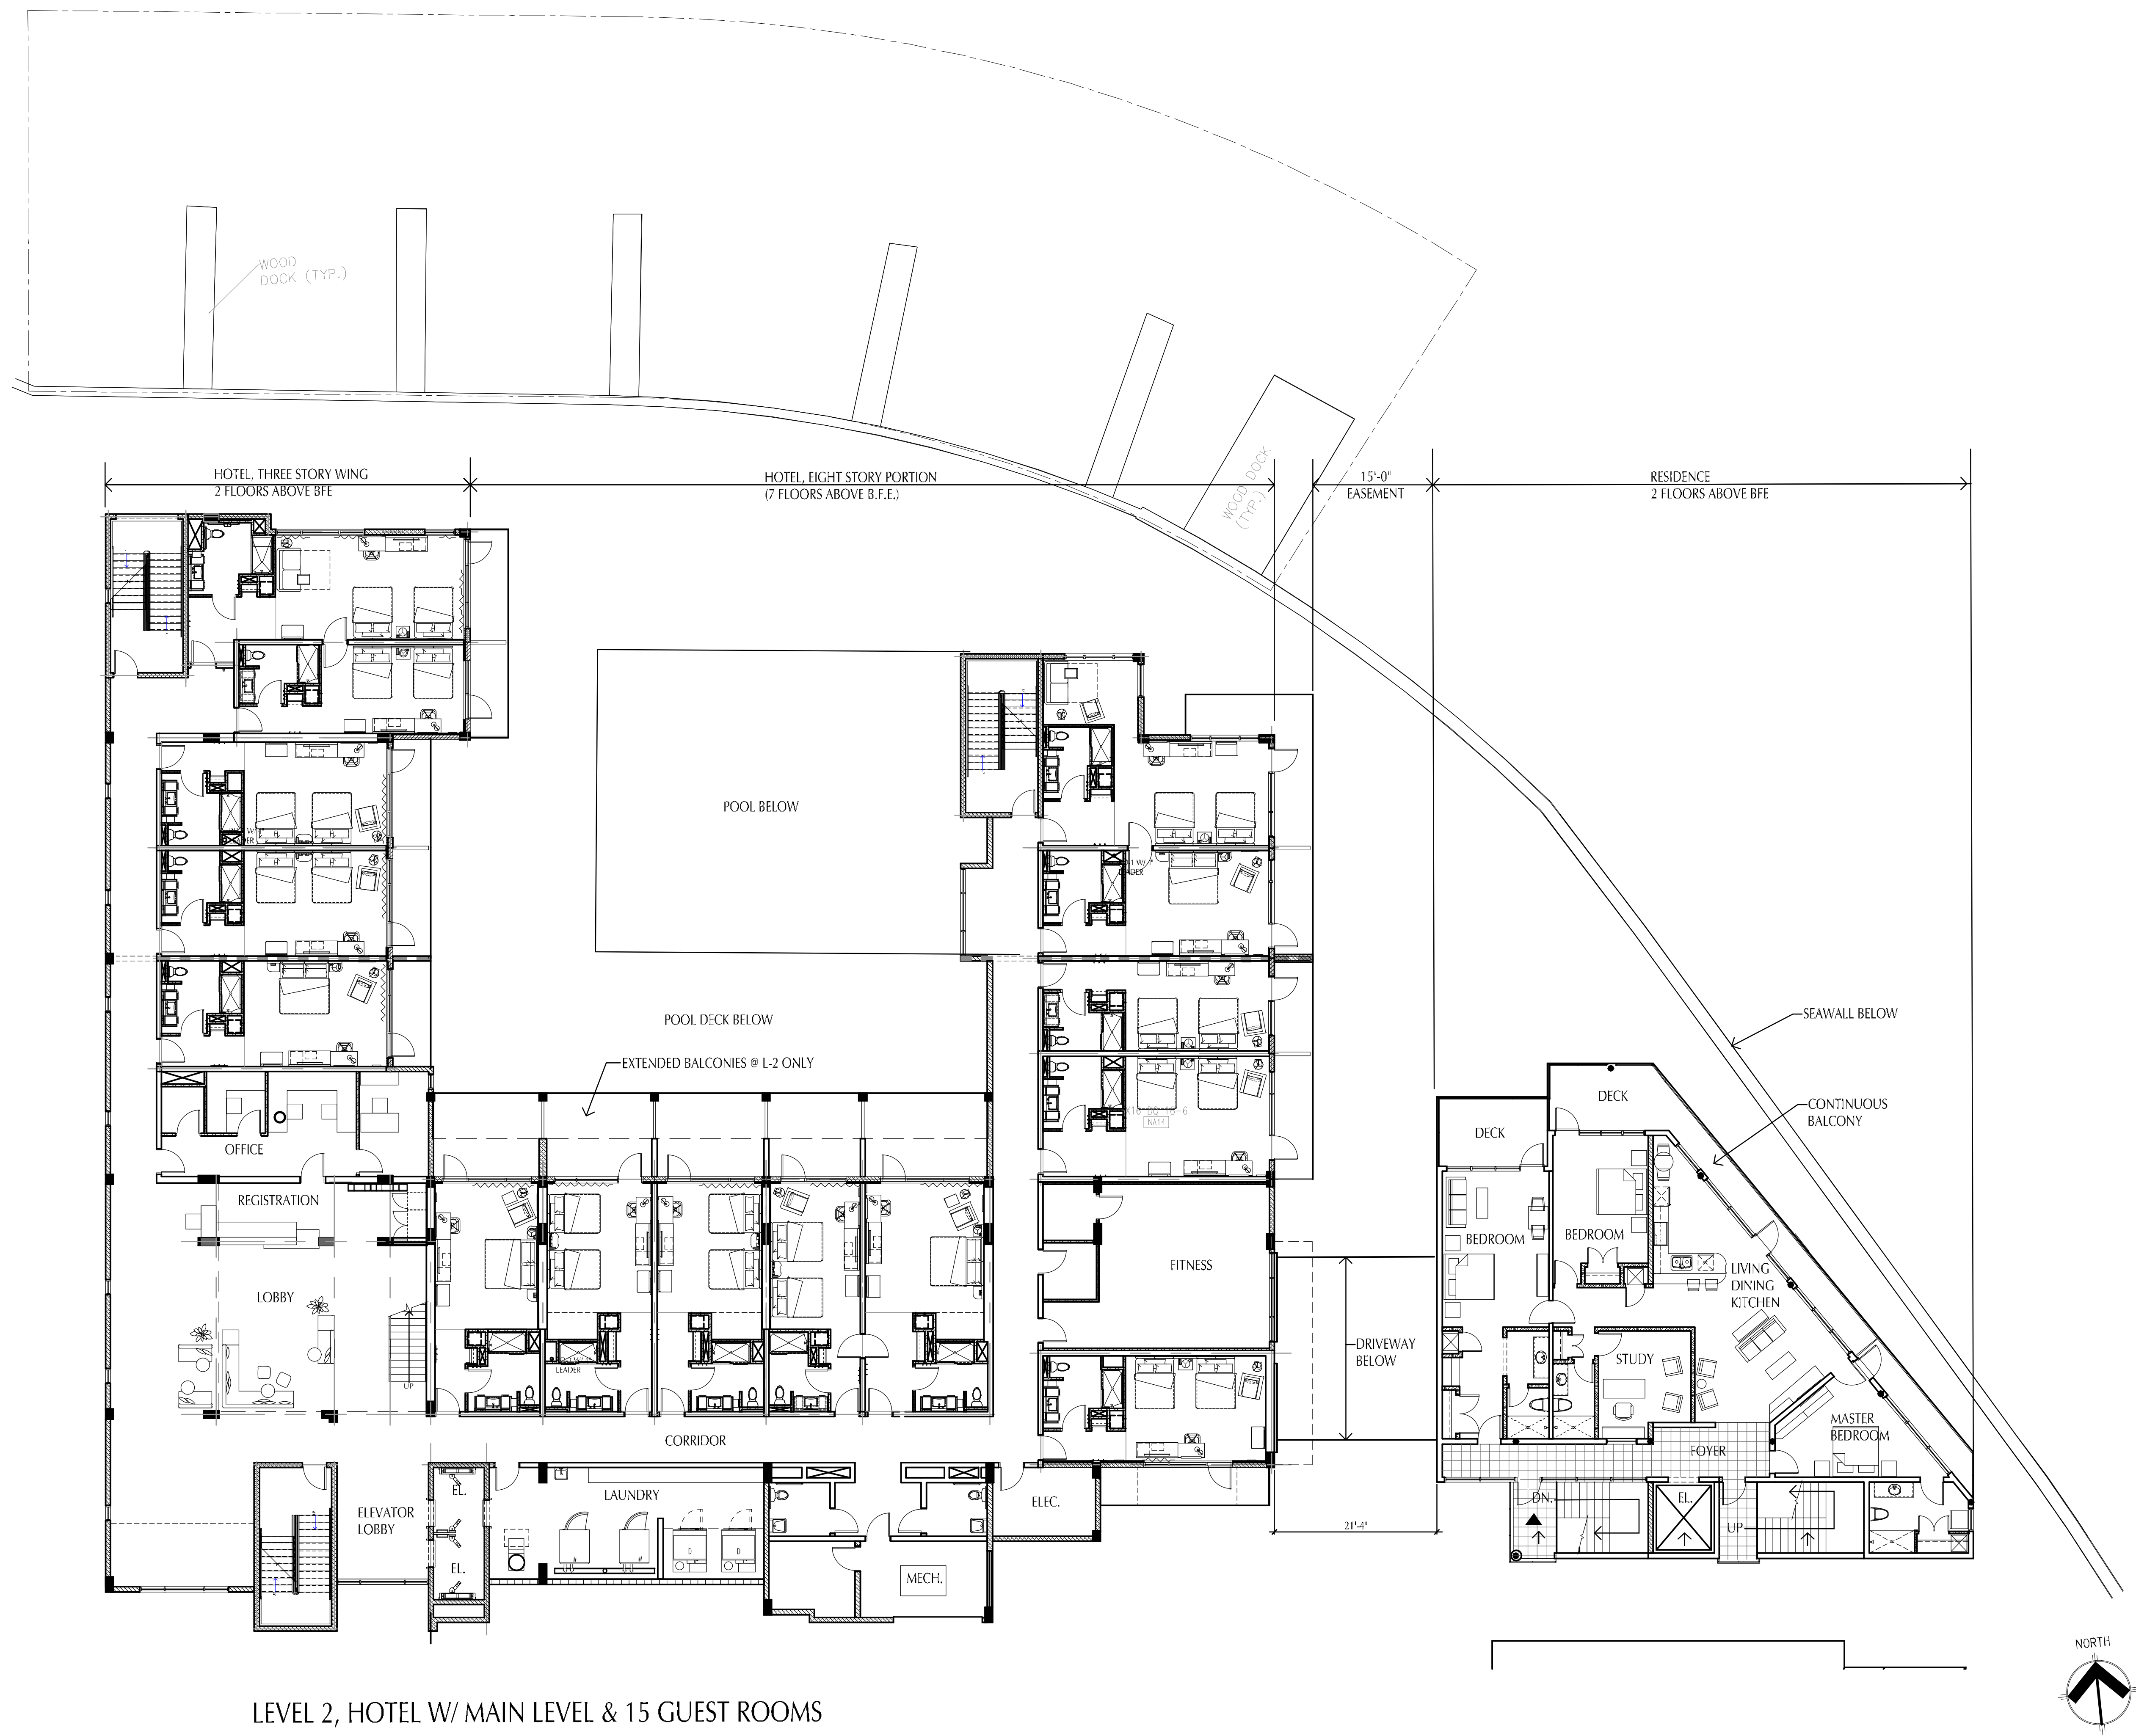 WOOD
DOCK (TYP.)
WOOD DOCK
(TYP.)
HOTEL, THREE STORY WING
2 FLOORS ABOVE BFE
HOTEL, EIGHT STORY PORTION
(7 FLOORS ABOVE B.F.E.)
15'-0"
EASEMENT
RESIDENCE
2 FLOORS ABOVE BFE
POOL BELOW
POOL DECK BELOW
EXTENDED BALCONIES @ L-2 ONLY
SEAWALL BELOW
CONTINUOUS
BALCONY
DECK
DECK
NA14
OFFICE
REGISTRATION
LOBBY
UP
LEADER
FITNESS
BEDROOM
BEDROOM
LIVING
DINING
KITCHEN
DRIVEWAY
BELOW
STUDY
MASTER
BEDROOM
FOYER
CORRIDOR
ELEVATOR
LOBBY
EL.
EL.
LAUNDRY
D
D
ELEC.
MECH.
DN.
EL.
UP
21'-4"
NORTH
LEVEL 2, HOTEL W/ MAIN LEVEL & 15 GUEST ROOMS